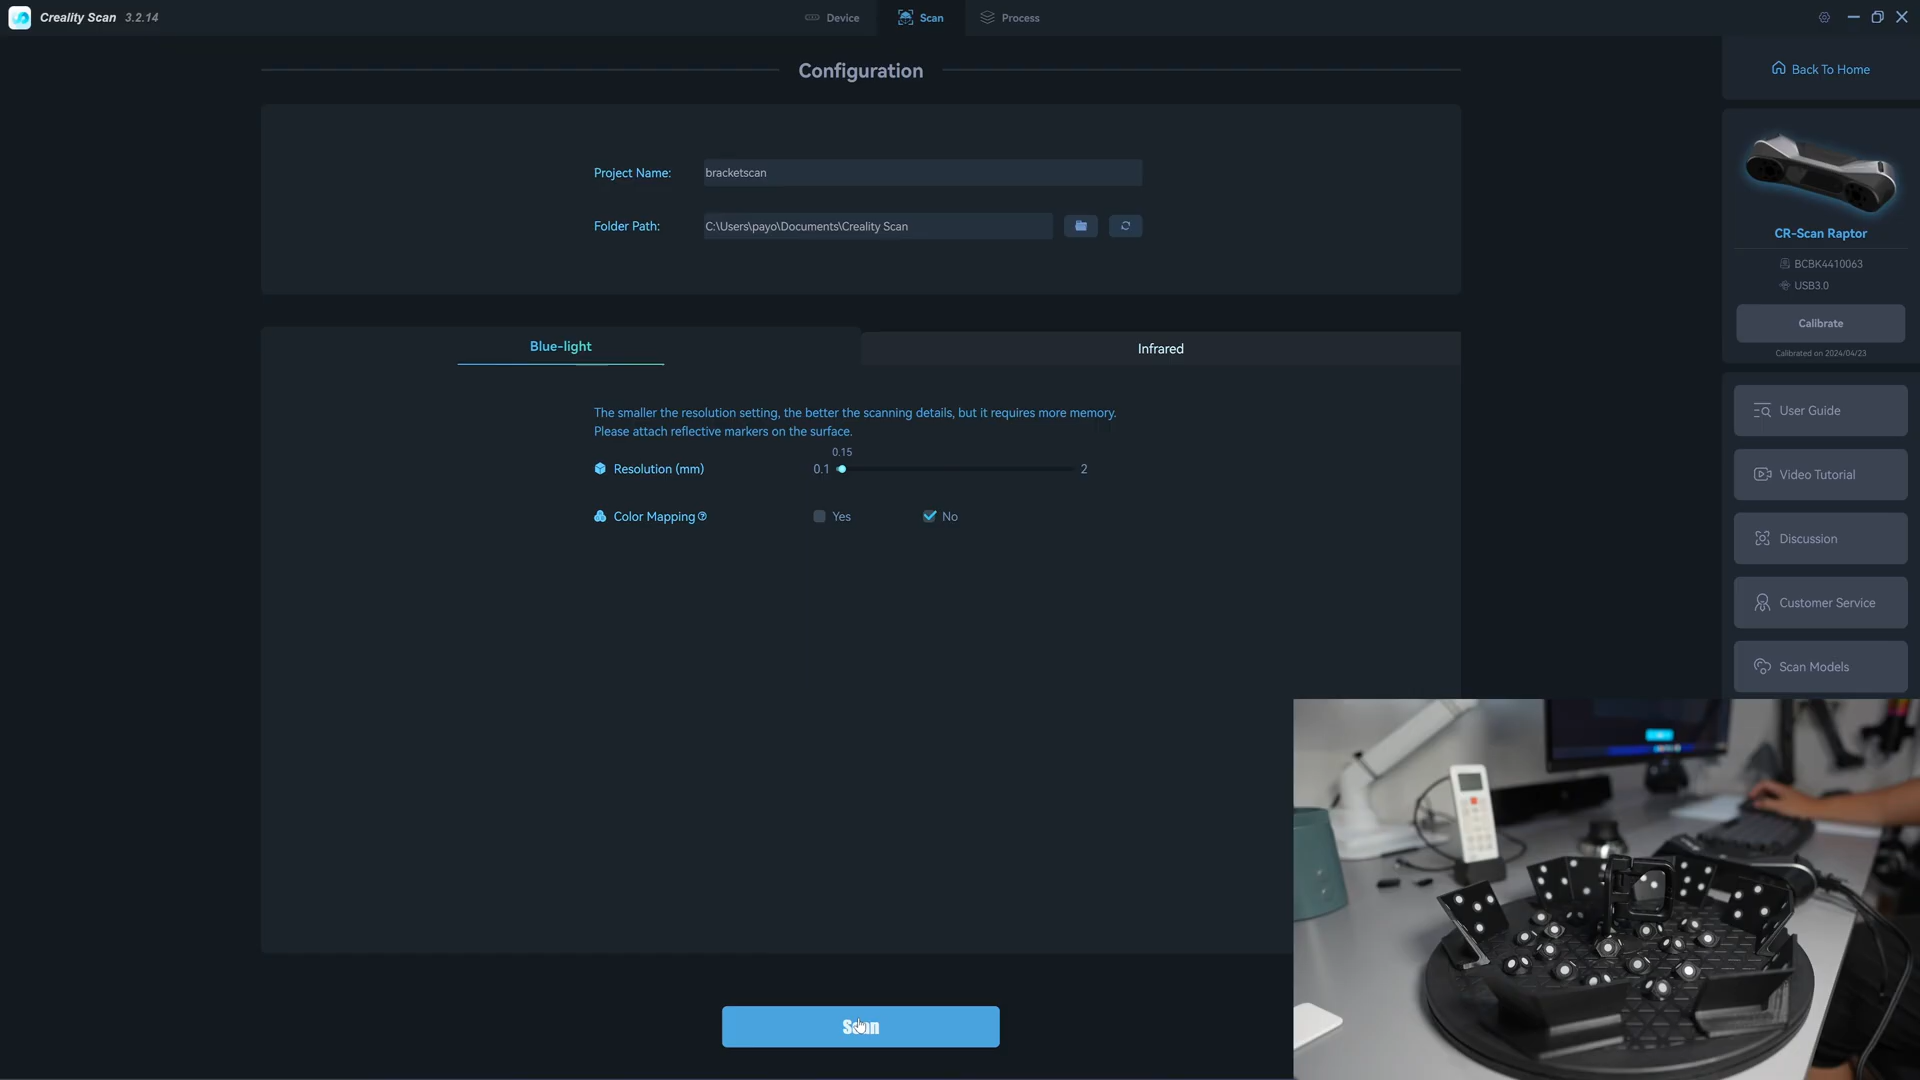 Creality Scan 3.2.14
Device
Scan
Process
Configuration
Back To Home
Project Name:
bracketscan
Folder Path:
C:\Users\payo\Documents\Creality Scan
CR-Scan Raptor
BCBK4410063
USB3.0
Calibrate
Calibrated on 2024/04/23
Blue-light
Infrared
The smaller the resolution setting, the better the scanning details, but it requires more memory.
Please attach reflective markers on the surface.
0.15
Resolution (mm)
0.1
2
Color Mapping
Yes
No
User Guide
Video Tutorial
Discussion
Customer Service
Scan Models
Scan